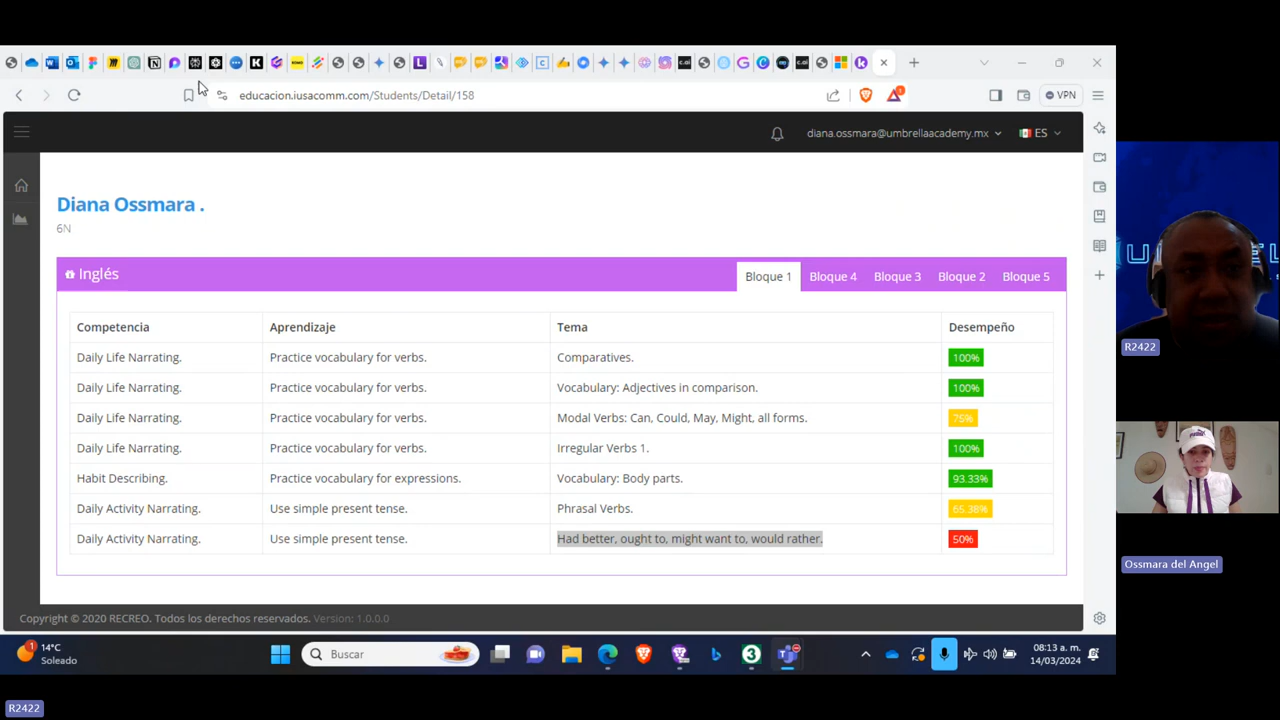 educacion.iusacomm.com/Students/Detail/158
VPN
diana.ossmara@umbrellaacademy.mx
ES
Diana Ossmara .
6N
Inglés
Bloque 1 Bloque 4 Bloque 3 Bloque 2 Bloque 5
Competencia Aprendizaje Tema Desempeño
Daily Life Narrating. Practice vocabulary for verbs. Comparatives. 100%
Daily Life Narrating. Practice vocabulary for verbs. Vocabulary: Adjectives in comparison. 100%
Daily Life Narrating. Practice vocabulary for verbs. Modal Verbs: Can, Could, May, Might, all forms. 75%
Daily Life Narrating. Practice vocabulary for verbs. Irregular Verbs 1. 100%
Habit Describing. Practice vocabulary for expressions. Vocabulary: Body parts. 93.33%
Daily Activity Narrating. Use simple present tense. Phrasal Verbs. 65.38%
Daily Activity Narrating. Use simple present tense. Had better, ought to, might want to, would rather. 50%
Copyright © 2020 RECREO. Todos los derechos reservados. Version: 1.0.0.0
14°C
Soleado
Buscar
08:13 a. m.
14/03/2024
R2422
Ossmara del Angel
R2422